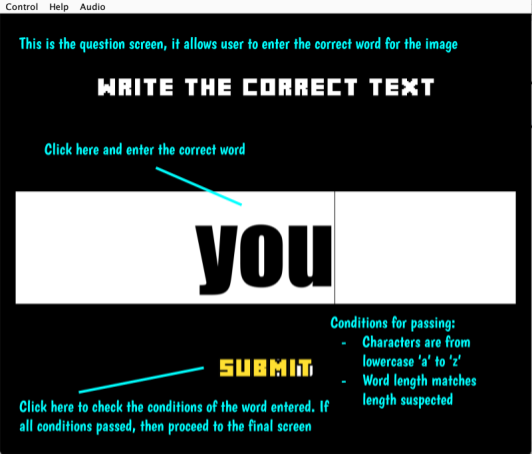 Control Help Audio
This is the question screen, it allows user to enter the correct word for the image
WRITE THE CORRECT TEXT
Click here and enter the correct word
you
Conditions for passing:
- Characters are from
lowercase 'a' to 'z'
- Word length matches
length suspected
SUBMIT
Click here to check the conditions of the word entered. If
all conditions passed, then proceed to the final screen